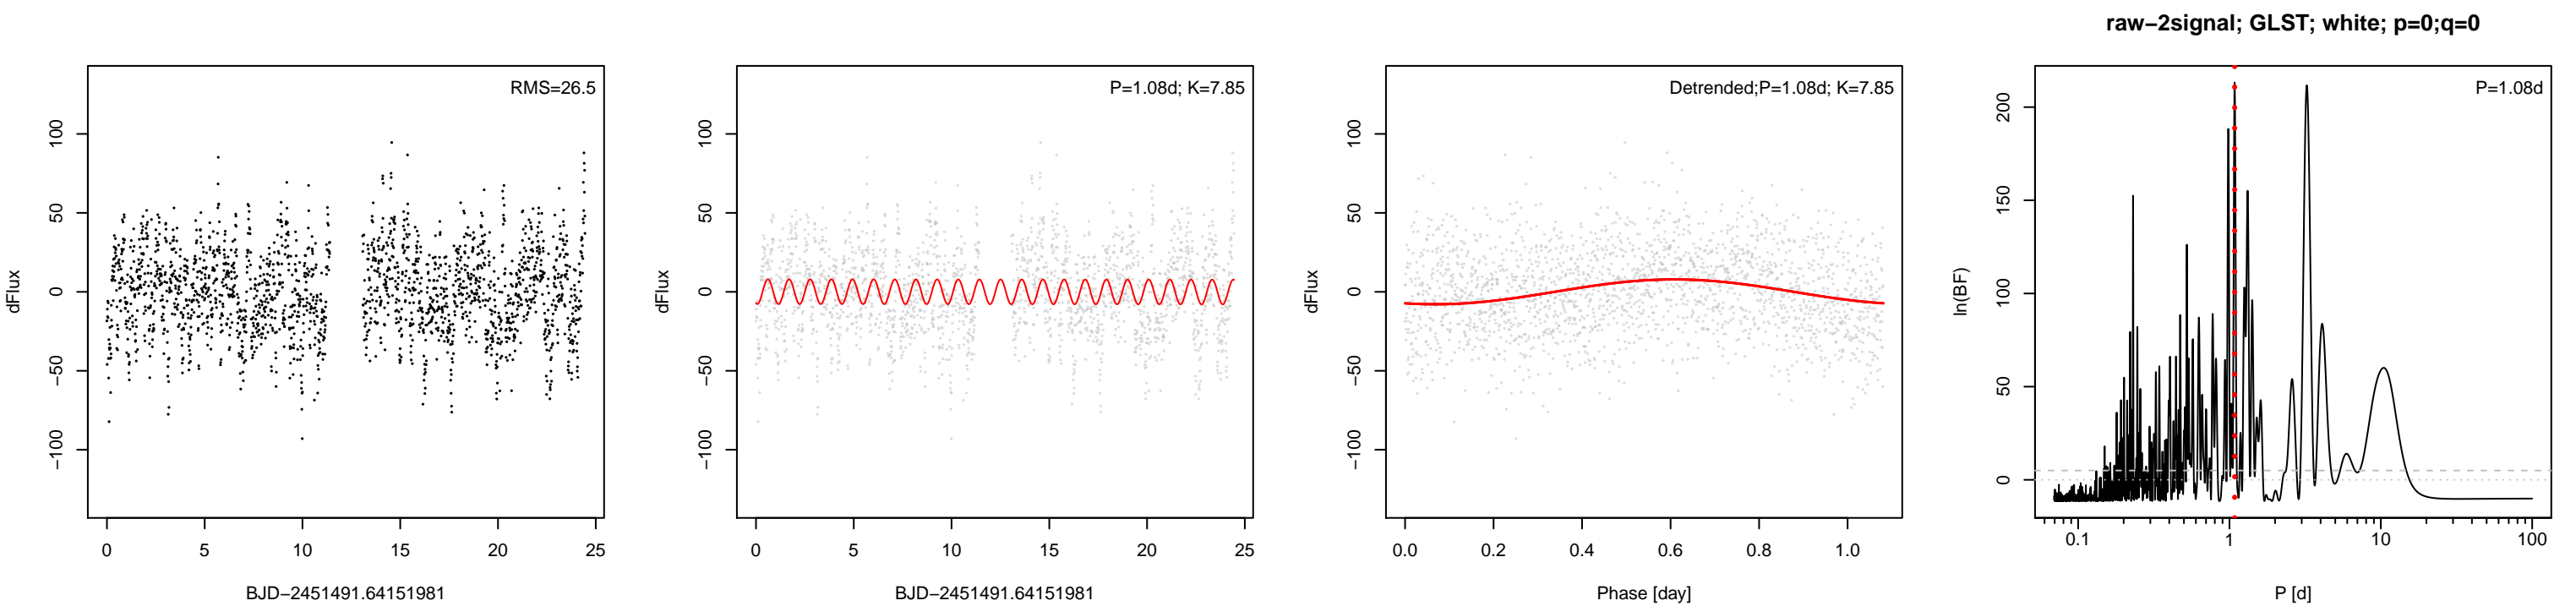 raw−2signal; GLST; white; p=0;q=0
RMS=26.5
dFlux
−100 −50 0 50 100
0 5 10 15 20 25
BJD−2451491.64151981
P=1.08d; K=7.85
dFlux
−100 −50 0 50 100
0 5 10 15 20 25
BJD−2451491.64151981
Detrended;P=1.08d; K=7.85
dFlux
−100 −50 0 50 100
0.0 0.2 0.4 0.6 0.8 1.0
Phase [day]
P=1.08d
ln(BF)
0 50 100 150 200
0.1 1 10 100
P [d]